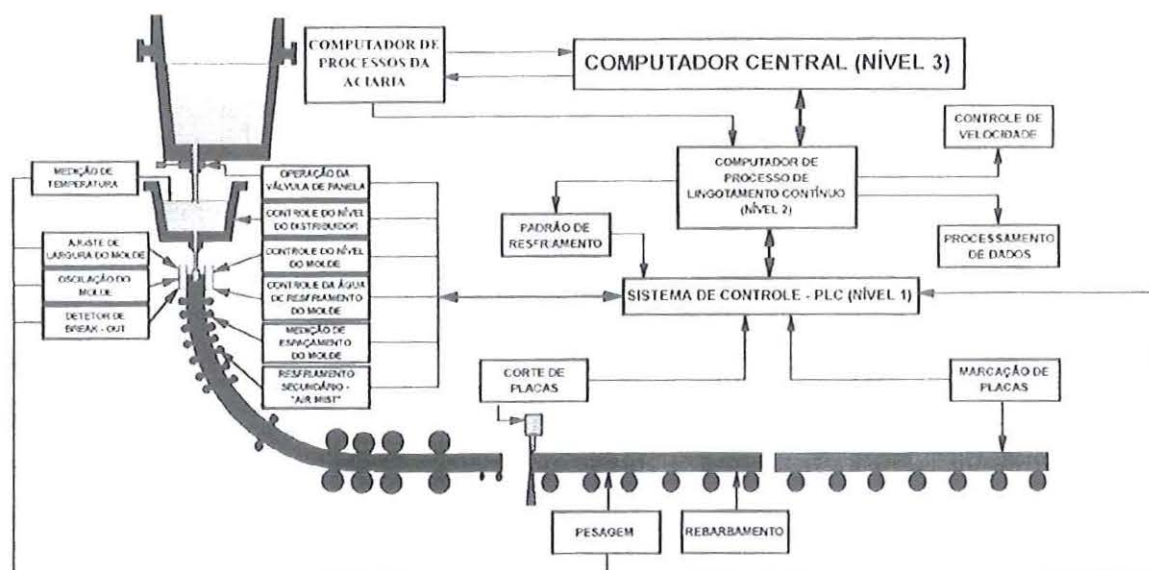 COMPUTADOR DE
PROCESSOS DA
ACIARIA
COMPUTADOR CENTRAL (NÍVEL 3)
CONTROLE DE
VELOCIDADE
COMPUTADOR DE
PROCESSO DE
LINGOTAMENTO CONTÍNUO
(NÍVEL 2)
PADRÃO DE
RESFRIAMENTO
PROCESSAMENTO
DE DADOS
SISTEMA DE CONTROLE - PLC (NÍVEL 1)
MEDIÇÃO DE
TEMPERATURA
OPERAÇÃO DA
VÁLVULA DE PANELA
CONTROLE DO NÍVEL
DO DISTRIBUIDOR
AJUSTE DE
LARGURA DO MOLDE
CONTROLE DO NÍVEL
DO MOLDE
OSCILAÇÃO DO
MOLDE
CONTROLE DA ÁGUA
DE RESFRIAMENTO
DO MOLDE
DETETOR DE
BREAK - OUT
MEDIÇÃO DE
ESPAÇAMENTO
DO MOLDE
RESFRIAMENTO
SECUNDÁRIO -
"AIR MIST"
CORTE DE
PLACAS
MARCAÇÃO DE
PLACAS
PESAGEM
REBARBAMENTO